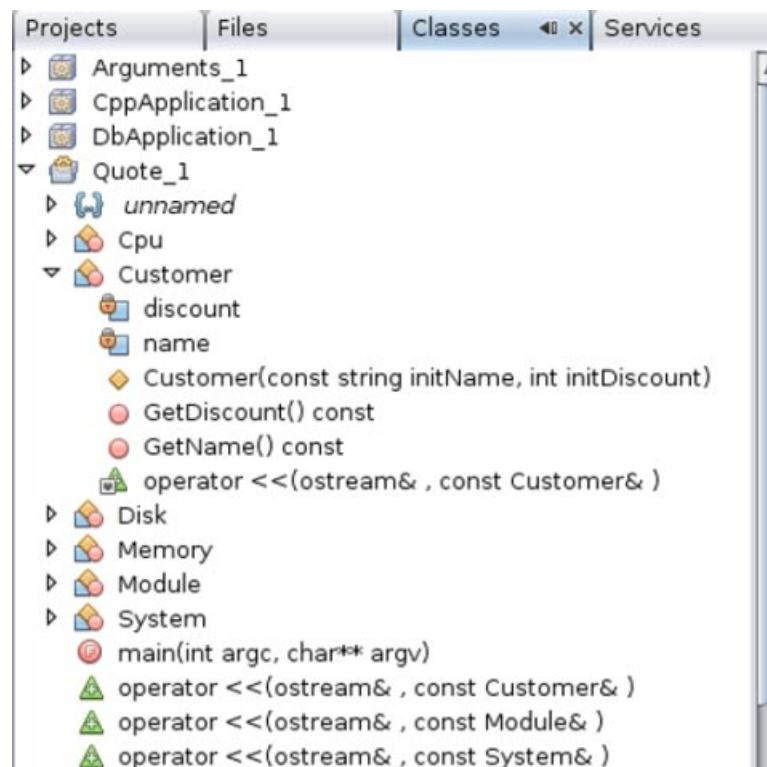 Projects Files Classes Services
Arguments_1
CppApplication_1
DbApplication_1
Quote_1
unnamed
Cpu
Customer
discount
name
Customer(const string initName, int initDiscount)
GetDiscount() const
GetName() const
operator <<(ostream& , const Customer& )
Disk
Memory
Module
System
main(int argc, char** argv)
operator <<(ostream& , const Customer& )
operator <<(ostream& , const Module& )
operator <<(ostream& , const System& )